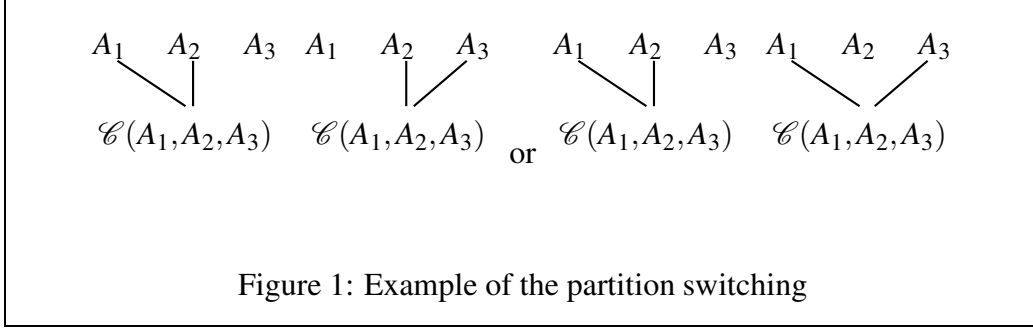 A₁ A₂ A₃ A₁ A₂ A₃ A₁ A₂ A₃ A₁ A₂ A₃
𝒞(A₁,A₂,A₃) 𝒞(A₁,A₂,A₃) or 𝒞(A₁,A₂,A₃) 𝒞(A₁,A₂,A₃)
Figure 1: Example of the partition switching